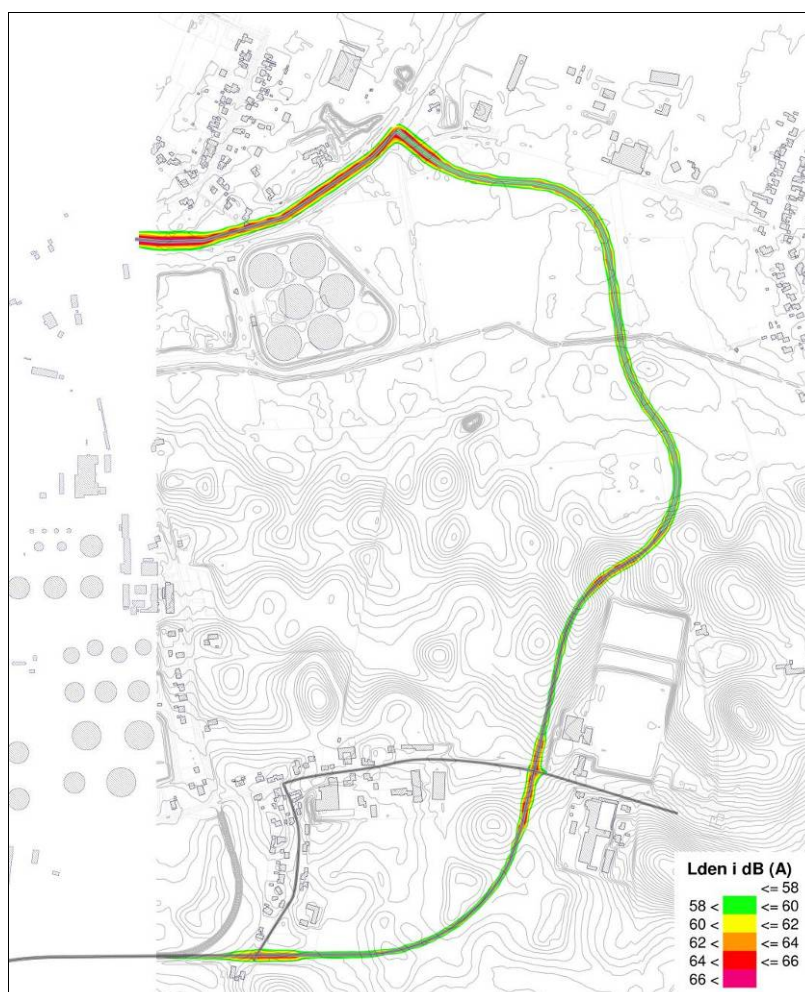 Lden i dB (A)
<= 58
58 < <= 60
60 < <= 62
62 < <= 64
64 < <= 66
66 <